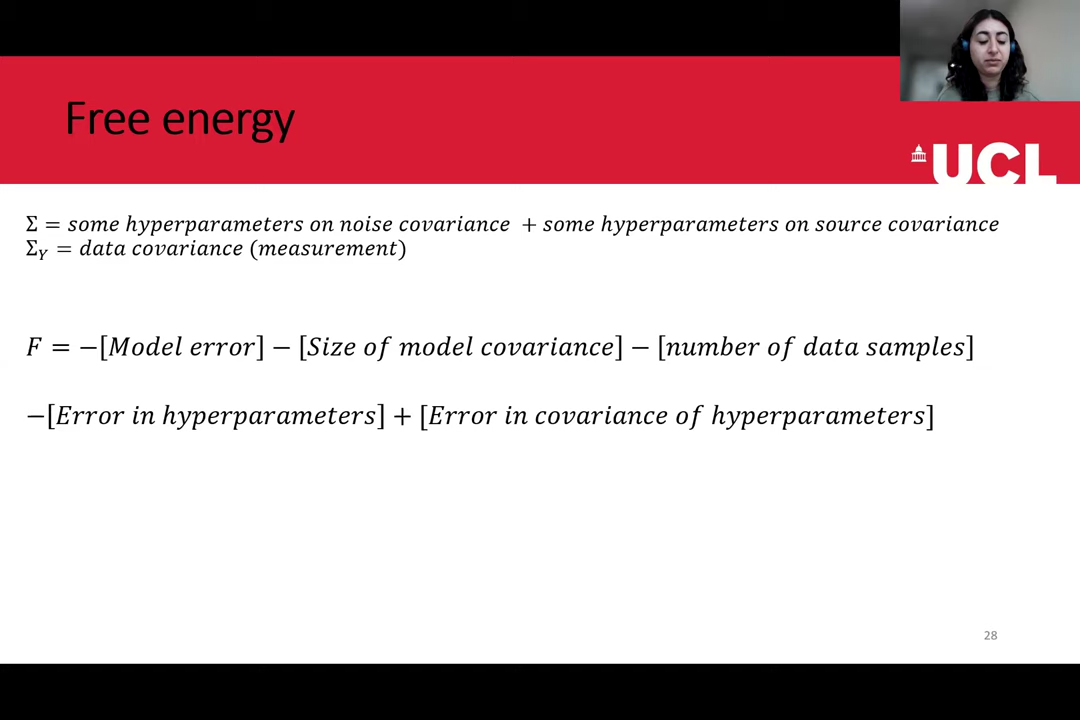 Free energy
UCL
Σ = some hyperparameters on noise covariance + some hyperparameters on source covariance
Σ_Y = data covariance (measurement)
F = −[Model error] − [Size of model covariance] − [number of data samples]
−[Error in hyperparameters] + [Error in covariance of hyperparameters]
28